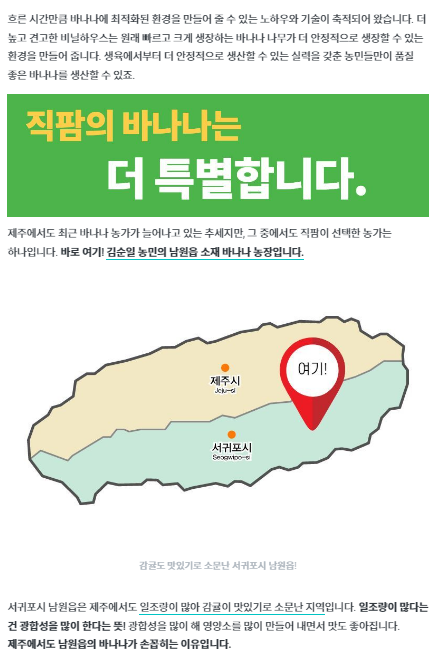 흐른 시간만큼 바나나에 최적화된 환경을 만들어 줄 수 있는 노하우와 기술이 축적되어 왔습니다. 더
높고 견고한 비닐하우스는 원래 빠르고 크게 생장하는 바나나 나무가 더 안정적으로 생장할 수 있는
환경을 만들어 줍니다. 생육에서부터 더 안정적으로 생산할 수 있는 실력을 갖춘 농민들만이 품질
좋은 바나나를 생산할 수 있죠.
직팜의 바나나는
더 특별합니다.
제주에서도 최근 바나나 농가가 늘어나고 있는 추세지만, 그 중에서도 직팜이 선택한 농가는
하나입니다. 바로 여기! 김순일 농민의 남원읍 소재 바나나 농장입니다.
여기!
제주시
Jeju-si
서귀포시
Seogwipo-si
감귤도 맛있기로 소문난 서귀포시 남원읍!
서귀포시 남원읍은 제주에서도 일조량이 많아 감귤이 맛있기로 소문난 지역입니다. 일조량이 많다는
건 광합성을 많이 한다는 뜻! 광합성을 많이 해 영양소를 많이 만들어 내면서 맛도 좋아집니다.
제주에서도 남원읍의 바나나가 손꼽히는 이유입니다.